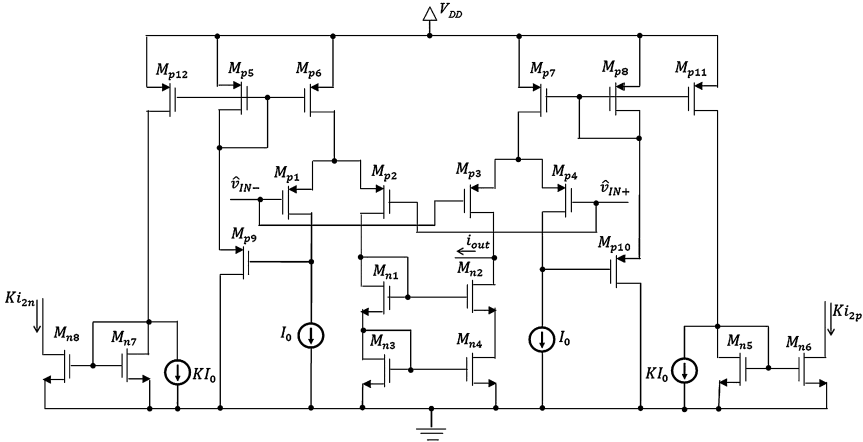 V_DD
M_p12
M_p5
M_p6
M_p7
M_p8
M_p11
v̂_IN−
M_p1
M_p2
M_p3
M_p4
v̂_IN+
M_p9
i_out
M_p10
M_n1
M_n2
Ki_2n
Ki_2p
M_n8
M_n7
I_0
M_n3
M_n4
I_0
M_n5
M_n6
KI_0
KI_0